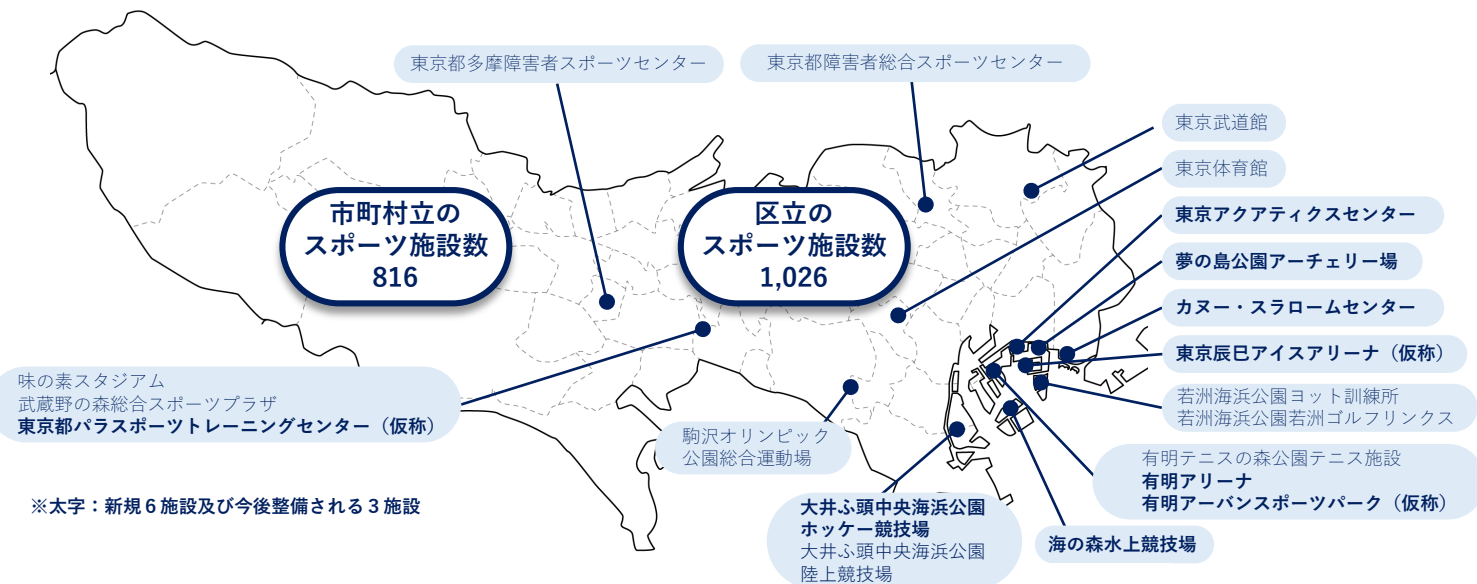 東京都多摩障害者スポーツセンター
東京都障害者総合スポーツセンター
東京武道館
東京体育館
市町村立の
スポーツ施設数
816
区立の
スポーツ施設数
1,026
東京アクアティクスセンター
夢の島公園アーチェリー場
カヌー・スラロームセンター
東京辰巳アイスアリーナ（仮称）
味の素スタジアム
武蔵野の森総合スポーツプラザ
東京都パラスポーツトレーニングセンター（仮称）
若洲海浜公園ヨット訓練所
若洲海浜公園若洲ゴルフリンクス
駒沢オリンピック
公園総合運動場
有明テニスの森公園テニス施設
有明アリーナ
有明アーバンスポーツパーク（仮称）
※太字：新規６施設及び今後整備される３施設
大井ふ頭中央海浜公園
ホッケー競技場
大井ふ頭中央海浜公園
陸上競技場
海の森水上競技場